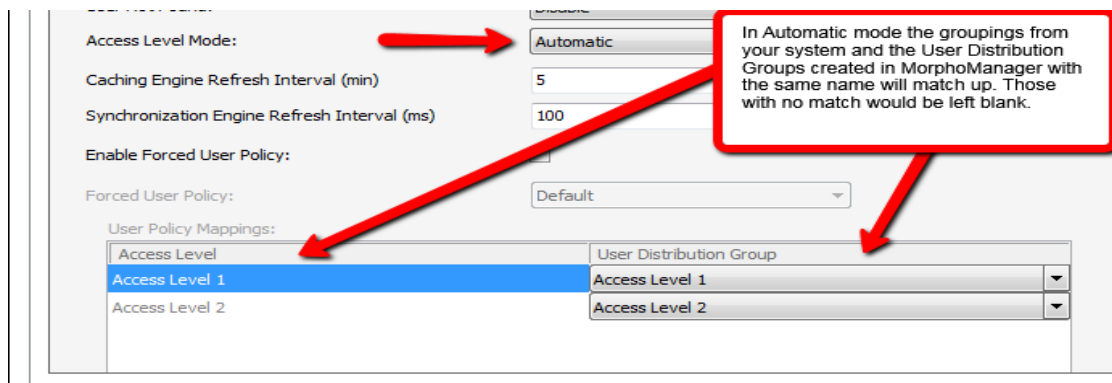 Access Level Mode:
Automatic
In Automatic mode the groupings from
your system and the User Distribution
Groups created in MorphoManager with
the same name will match up. Those
with no match would be left blank.
Caching Engine Refresh Interval (min)
5
Synchronization Engine Refresh Interval (ms)
100
Enable Forced User Policy:
Forced User Policy:
Default
User Policy Mappings:
Access Level
User Distribution Group
Access Level 1
Access Level 1
Access Level 2
Access Level 2